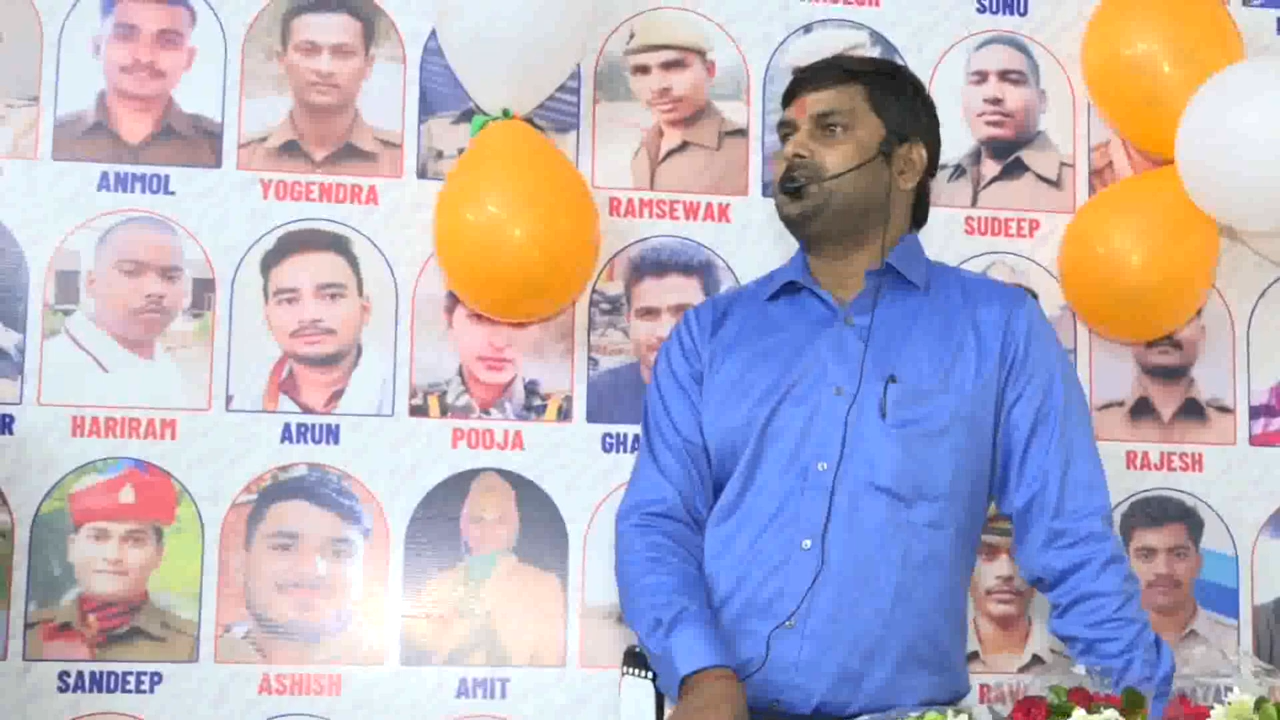 SONU
ANMOL
YOGENDRA
RAMSEWAK
SUDEEP
HARIRAM
ARUN
POOJA
RAJESH
SANDEEP
ASHISH
AMIT